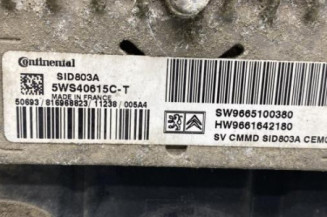 Continental
SID803A
5WS40615C-T
MADE IN FRANCE
50693 / 816968823 / 11238 / 005A4
SW9665100380
HW9661642180
SV CMMD SID803A CEMO